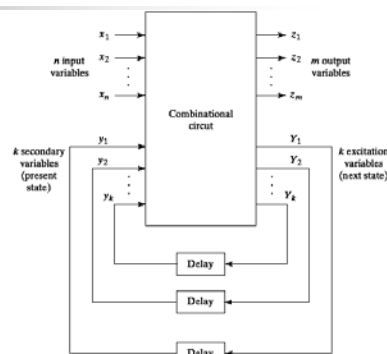 x1
x2
xn
n input
variables
Combinational
circut
z1
z2
zm
m output
variables
k secondary
variables
(present
state)
y1
y2
yk
Y1
Y2
Yk
k excitation
variables
(next state)
Delay
Delay
Delay